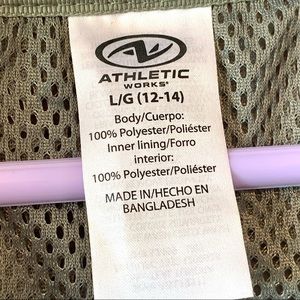 ATHLETIC
WORKS®
L/G (12-14)
Body/Cuerpo:
100% Polyester/Poliéster
Inner lining/Forro
interior:
100% Polyester/Poliéster
MADE IN/HECHO EN
BANGLADESH